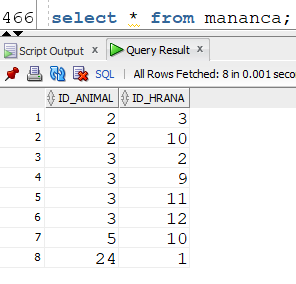 466 select * from mananca;
Script Output x Query Result x
SQL | All Rows Fetched: 8 in 0.001 secor
ID_ANIMAL ID_HRANA
1 2 3
2 2 10
3 3 2
4 3 9
5 3 11
6 3 12
7 5 10
8 24 1